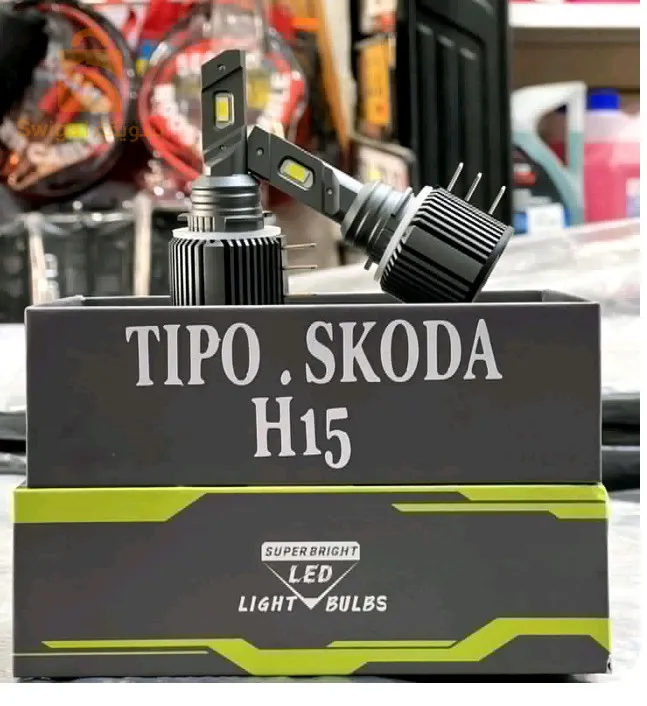 TIPO . SKODA
H15
SUPER BRIGHT
LED
LIGHT BULBS